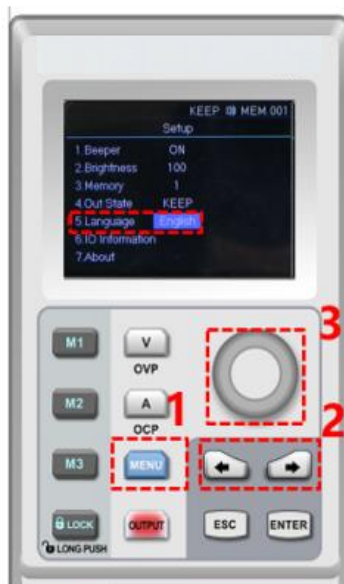 KEEP MEM 001
Setup
1.Beeper ON
2.Brightness 100
3.Memory 1
4.Out State KEEP
5.Language English
6.IO Information
7.About
3
M1 V
OVP
M2 A
1 2
OCP
M3 MENU
LOCK OUTPUT ESC ENTER
LONG PUSH